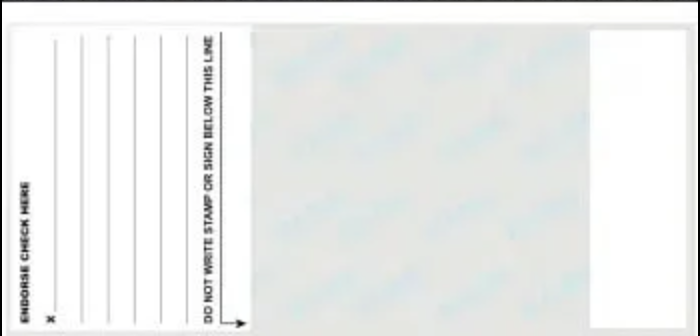 ENDORSE CHECK HERE
X
DO NOT WRITE STAMP OR SIGN BELOW THIS LINE